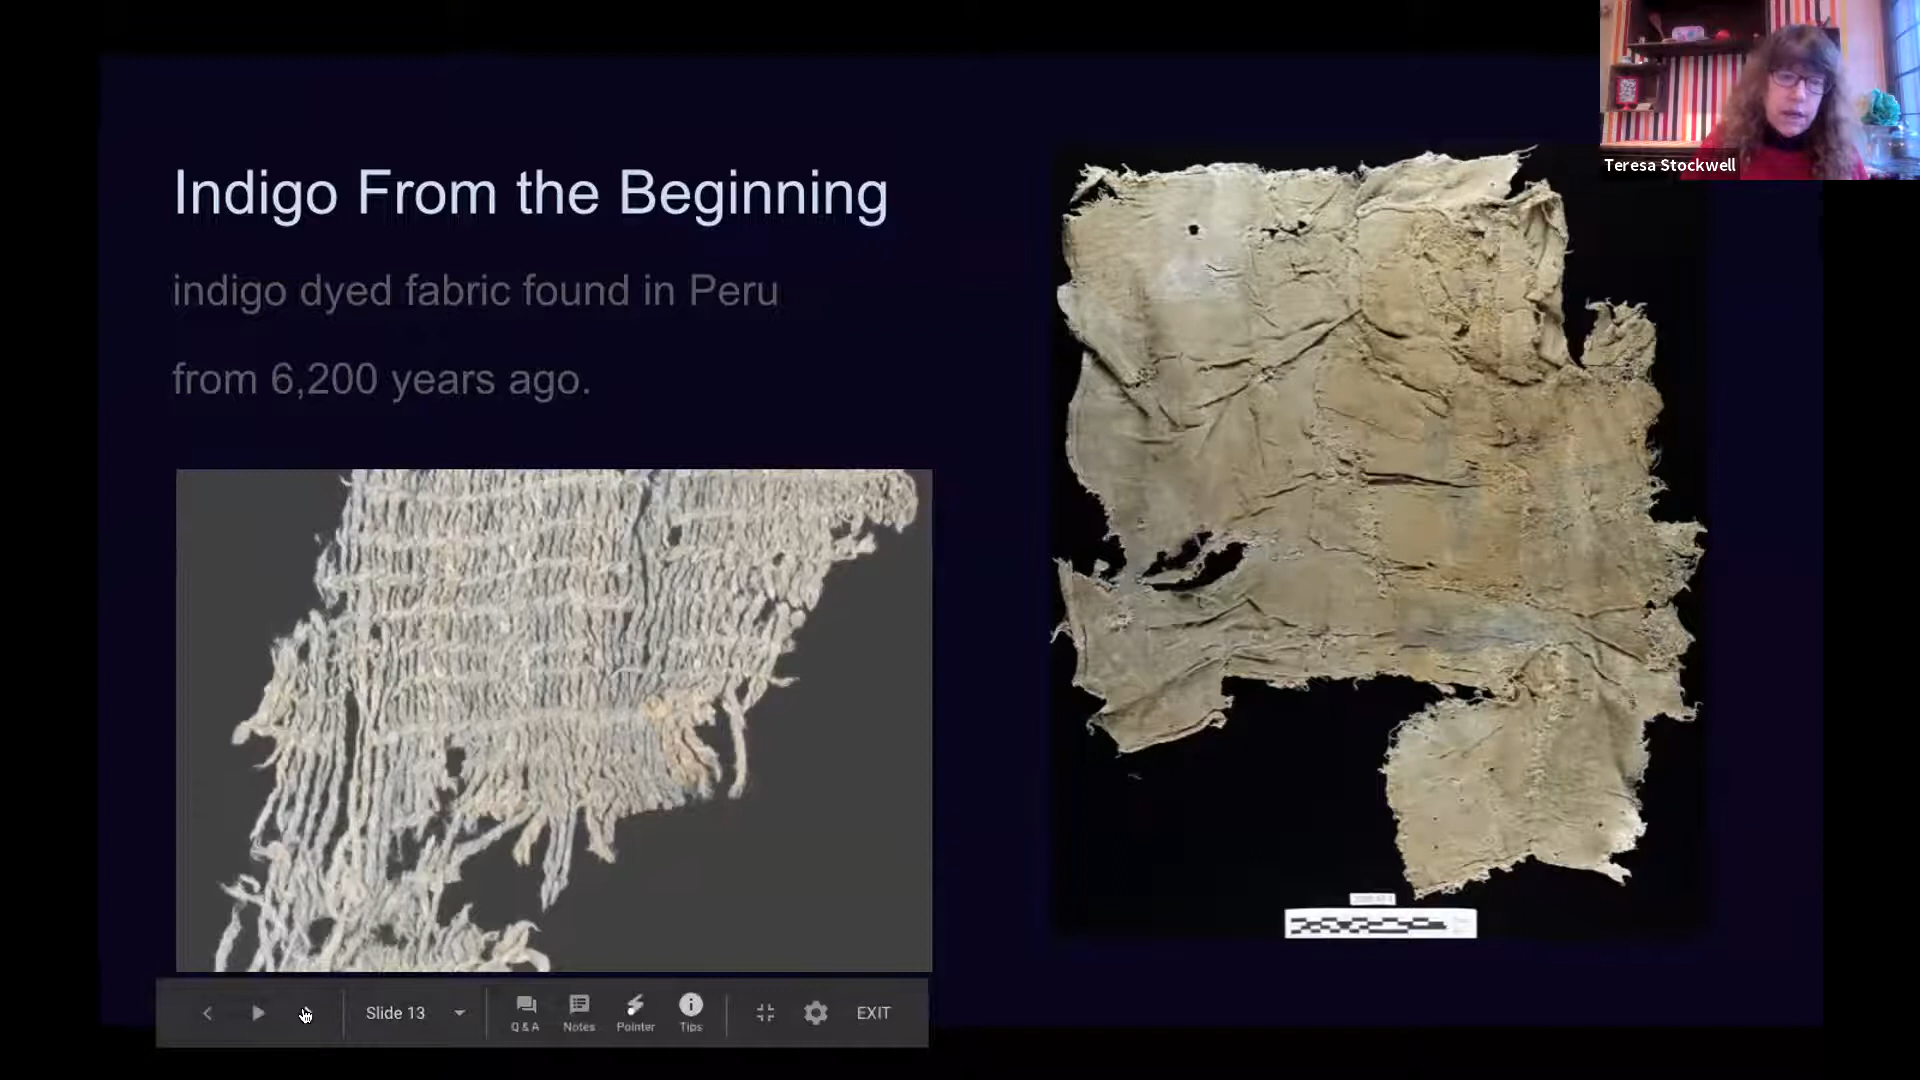 Indigo From the Beginning
indigo dyed fabric found in Peru
from 6,200 years ago.
Teresa Stockwell
Slide 13
Q & A
Notes
Pointer
Tips
EXIT